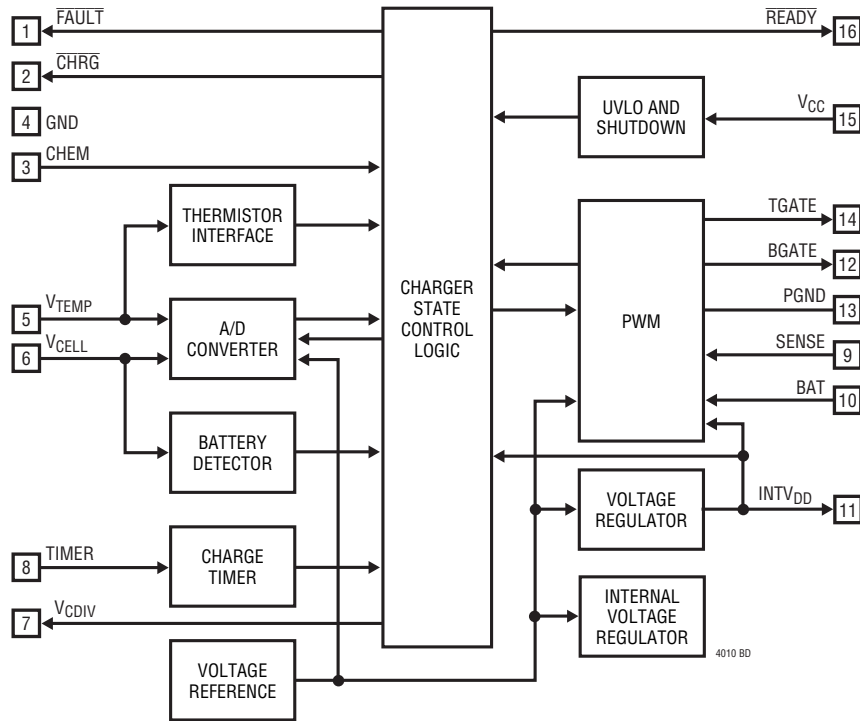 1 FAULT
2 CHRG
4 GND
3 CHEM
THERMISTOR
INTERFACE
5 VTEMP
6 VCELL
A/D
CONVERTER
BATTERY
DETECTOR
8 TIMER
CHARGE
TIMER
7 VCDIV
VOLTAGE
REFERENCE
CHARGER
STATE
CONTROL
LOGIC
READY 16
UVLO AND
SHUTDOWN
VCC 15
PWM
TGATE 14
BGATE 12
PGND 13
SENSE 9
BAT 10
VOLTAGE
REGULATOR
INTVDD 11
INTERNAL
VOLTAGE
REGULATOR
4010 BD